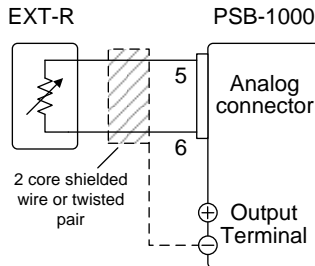 EXT-R
PSB-1000
5
Analog
connector
6
2 core shielded
wire or twisted
pair
+
Output
Terminal
-